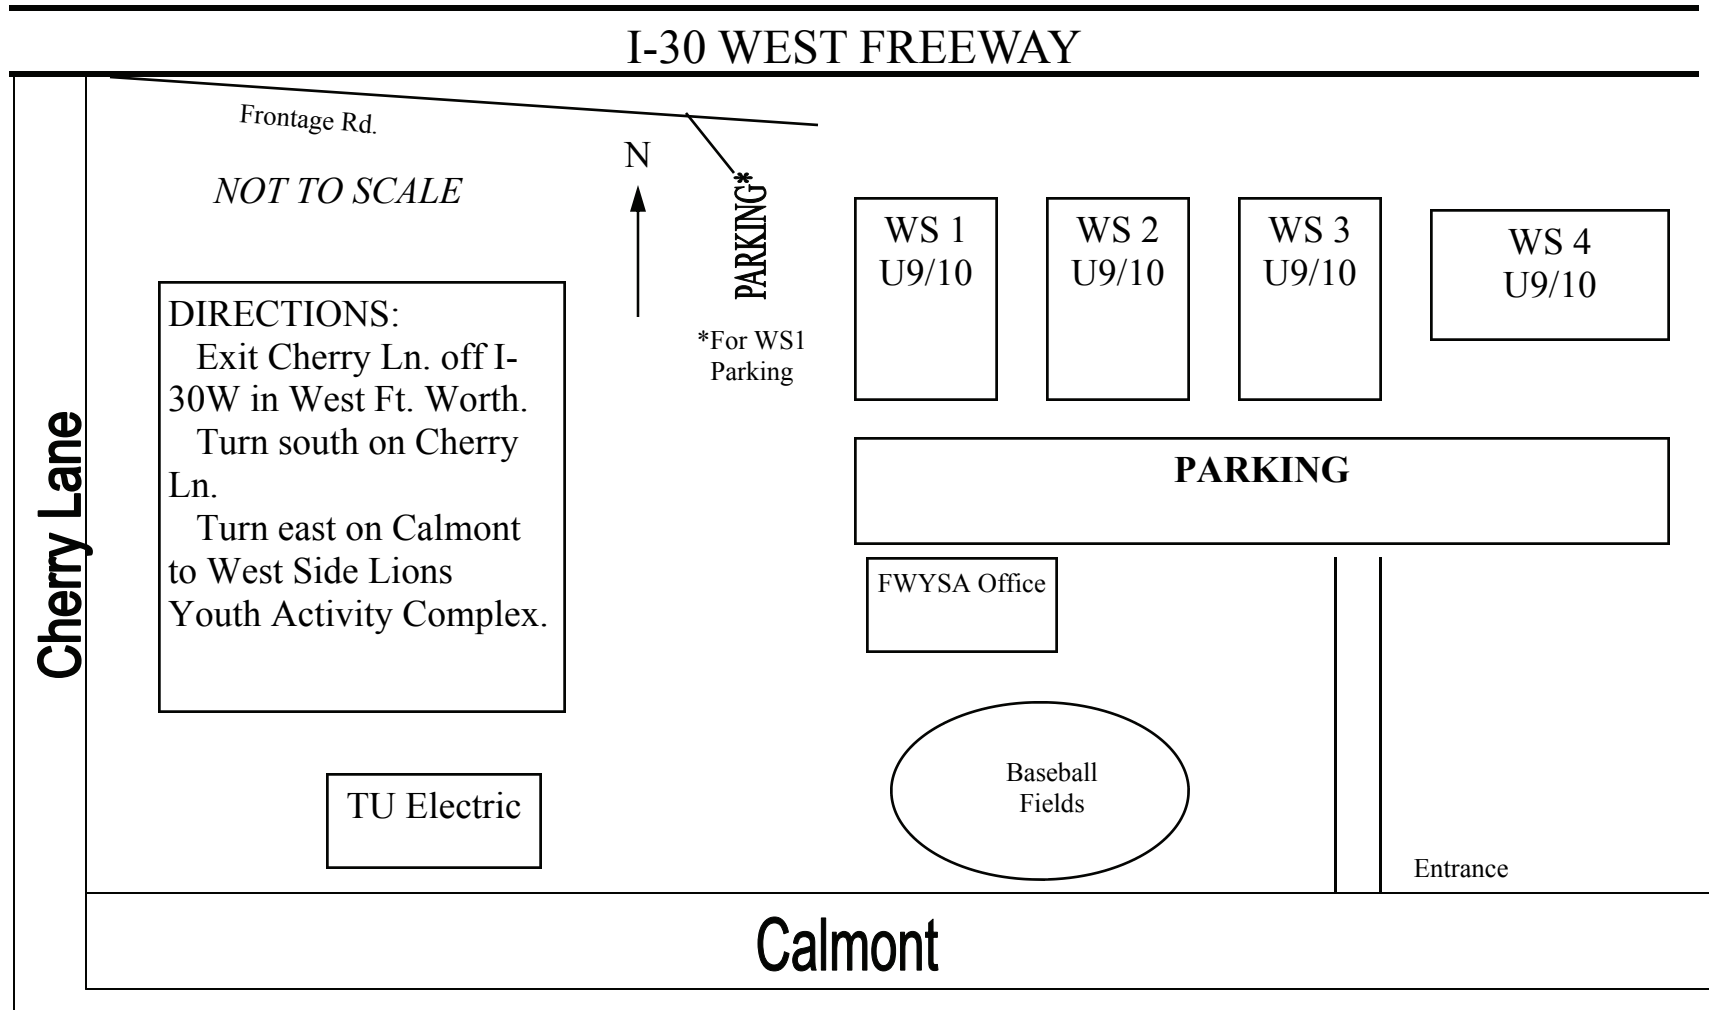 I-30 WEST FREEWAY
Frontage Rd.
NOT TO SCALE
N
PARKING*
*For WS1
Parking
WS 1
U9/10
WS 2
U9/10
WS 3
U9/10
WS 4
U9/10
DIRECTIONS:
Exit Cherry Ln. off I-
30W in West Ft. Worth.
Turn south on Cherry
Ln.
Turn east on Calmont
to West Side Lions
Youth Activity Complex.
Cherry Lane
PARKING
FWYSA Office
Baseball
Fields
TU Electric
Entrance
Calmont